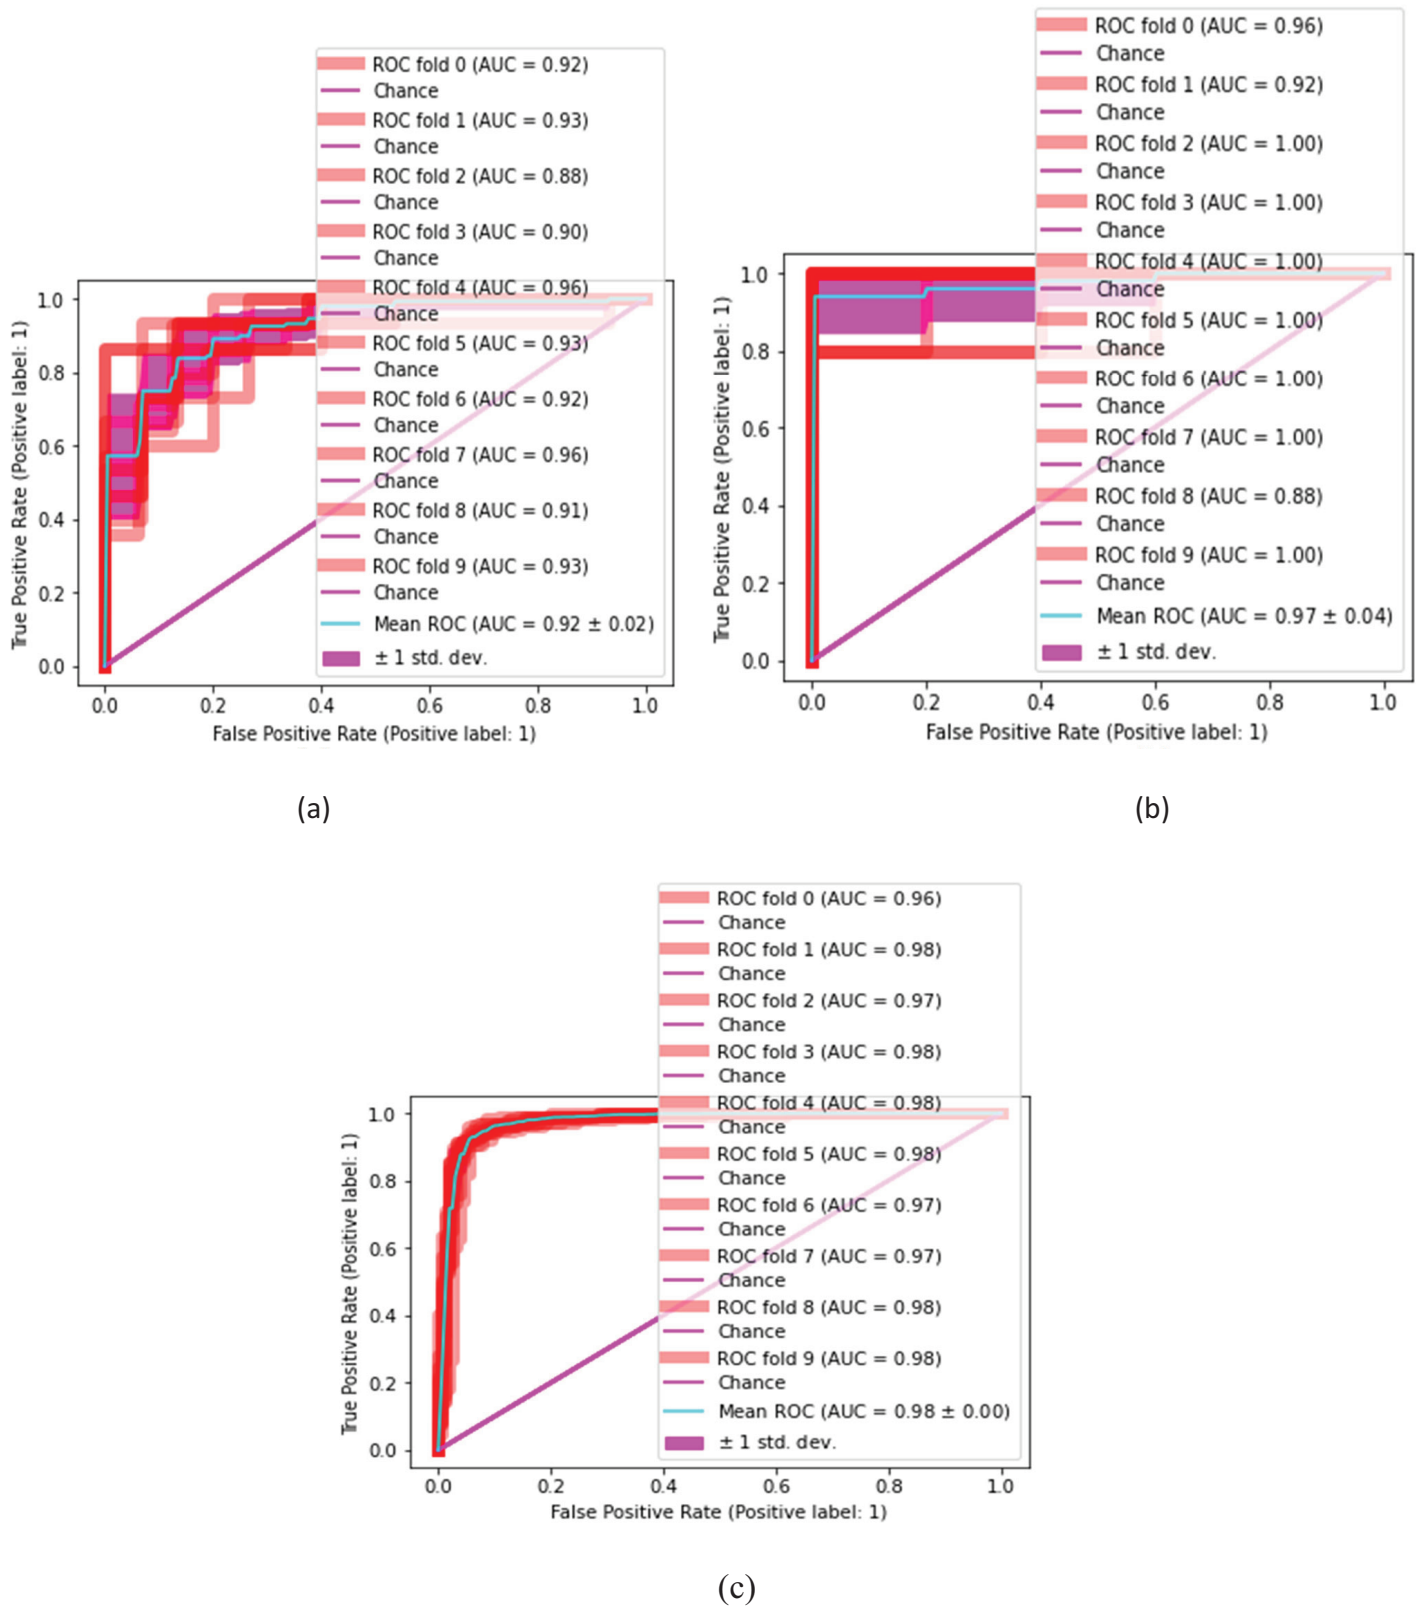 ROC fold 0 (AUC = 0.92)
Chance
ROC fold 1 (AUC = 0.93)
Chance
ROC fold 2 (AUC = 0.88)
Chance
ROC fold 3 (AUC = 0.90)
Chance
ROC fold 4 (AUC = 0.96)
Chance
ROC fold 5 (AUC = 0.93)
Chance
ROC fold 6 (AUC = 0.92)
Chance
ROC fold 7 (AUC = 0.96)
Chance
ROC fold 8 (AUC = 0.91)
Chance
ROC fold 9 (AUC = 0.93)
Chance
Mean ROC (AUC = 0.92 ± 0.02)
± 1 std. dev.
True Positive Rate (Positive label: 1)
1.0
0.8
0.6
0.4
0.2
0.0
0.0 0.2 0.4 0.6 0.8 1.0
False Positive Rate (Positive label: 1)
(a)
ROC fold 0 (AUC = 0.96)
Chance
ROC fold 1 (AUC = 0.92)
Chance
ROC fold 2 (AUC = 1.00)
Chance
ROC fold 3 (AUC = 1.00)
Chance
ROC fold 4 (AUC = 1.00)
Chance
ROC fold 5 (AUC = 1.00)
Chance
ROC fold 6 (AUC = 1.00)
Chance
ROC fold 7 (AUC = 1.00)
Chance
ROC fold 8 (AUC = 0.88)
Chance
ROC fold 9 (AUC = 1.00)
Chance
Mean ROC (AUC = 0.97 ± 0.04)
± 1 std. dev.
True Positive Rate (Positive label: 1)
1.0
0.8
0.6
0.4
0.2
0.0
0.0 0.2 0.4 0.6 0.8 1.0
False Positive Rate (Positive label: 1)
(b)
ROC fold 0 (AUC = 0.96)
Chance
ROC fold 1 (AUC = 0.98)
Chance
ROC fold 2 (AUC = 0.97)
Chance
ROC fold 3 (AUC = 0.98)
Chance
ROC fold 4 (AUC = 0.98)
Chance
ROC fold 5 (AUC = 0.98)
Chance
ROC fold 6 (AUC = 0.97)
Chance
ROC fold 7 (AUC = 0.97)
Chance
ROC fold 8 (AUC = 0.98)
Chance
ROC fold 9 (AUC = 0.98)
Chance
Mean ROC (AUC = 0.98 ± 0.00)
± 1 std. dev.
True Positive Rate (Positive label: 1)
1.0
0.8
0.6
0.4
0.2
0.0
0.0 0.2 0.4 0.6 0.8 1.0
False Positive Rate (Positive label: 1)
(c)